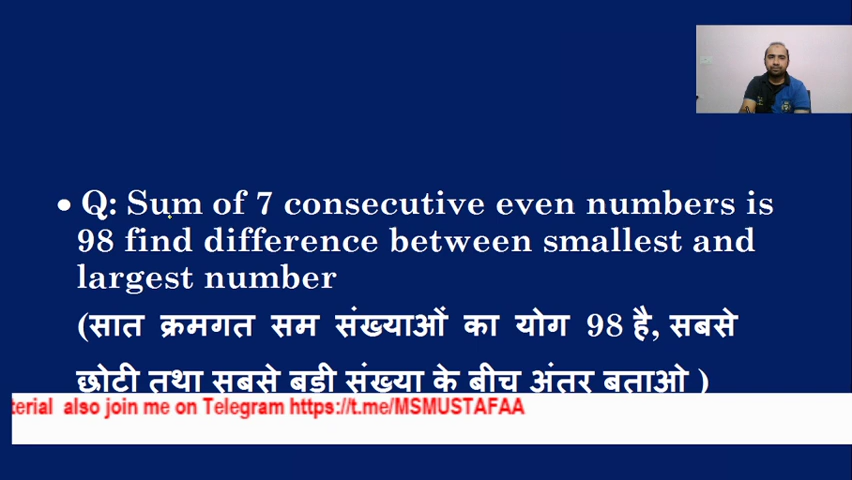 • Q: Sum of 7 consecutive even numbers is
98 find difference between smallest and
largest number
(सात क्रमगत सम संख्याओं का योग 98 है, सबसे
छोटी तथा सबसे बडी संख्या के बीच अंतर बताओ )
terial also join me on Telegram https://t.me/MSMUSTAFAA